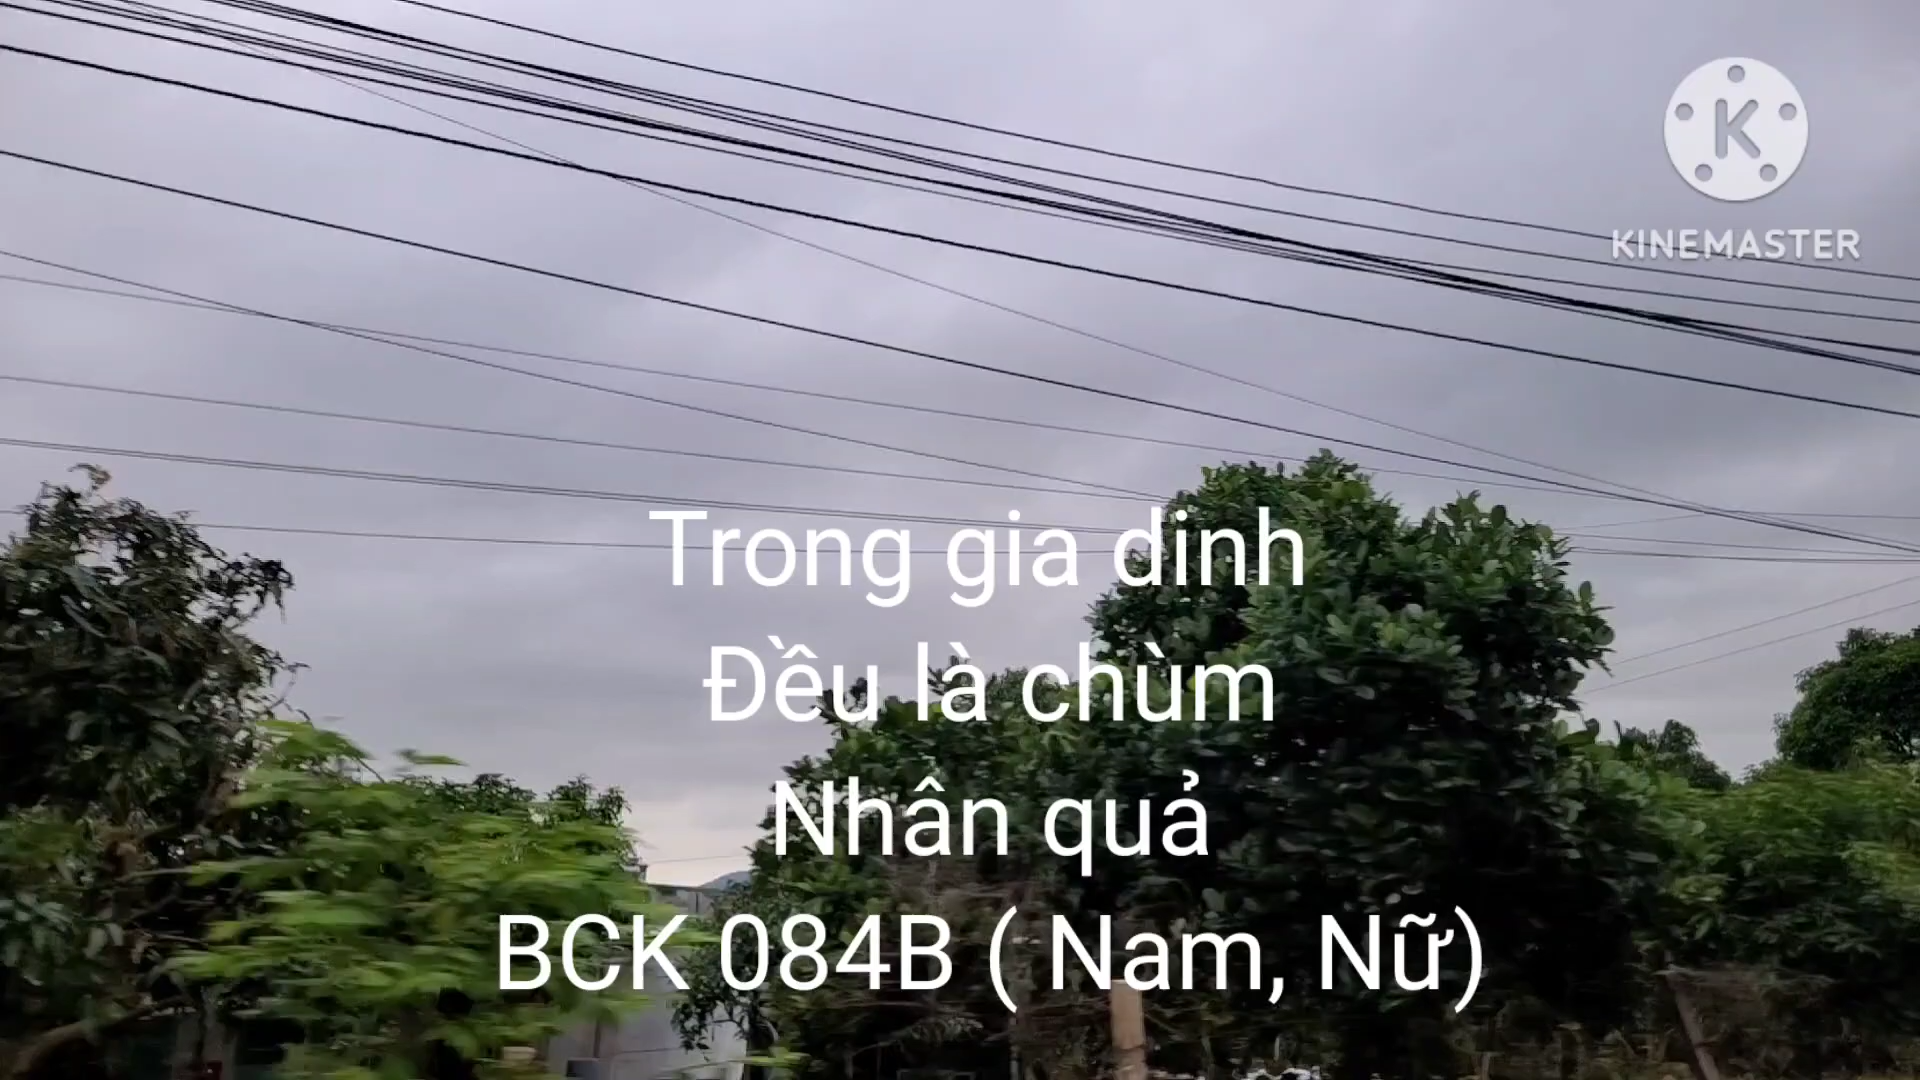 KINEMASTER
Trong gia dinh
Đều là chùm
Nhân quả
BCK 084B ( Nam, Nữ)